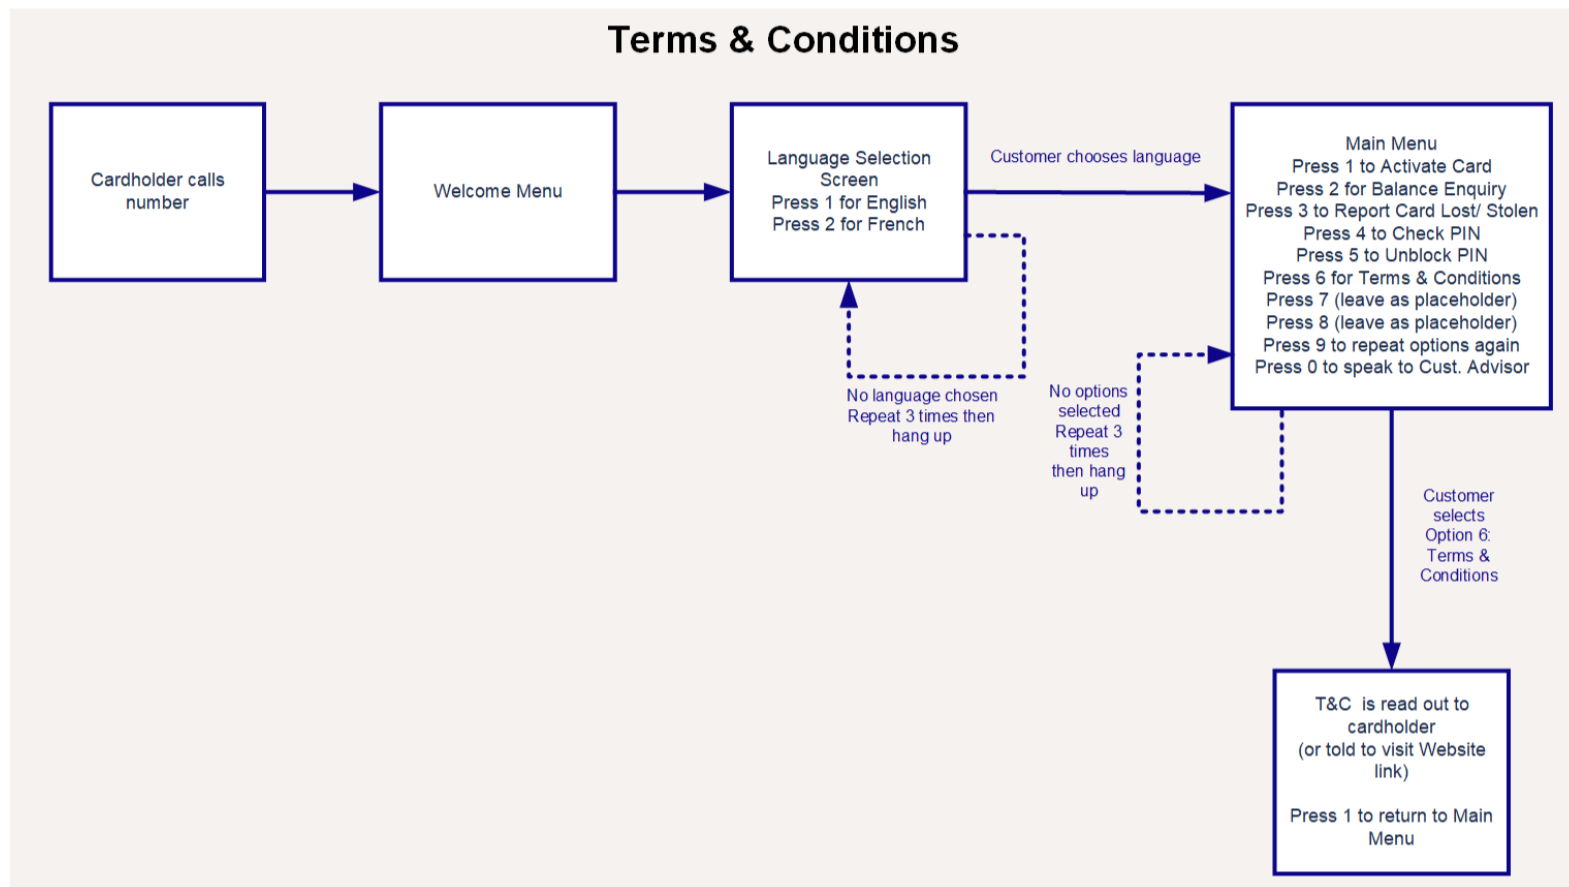 Terms & Conditions
Cardholder calls
number
Welcome Menu
Language Selection
Screen
Press 1 for English
Press 2 for French
Customer chooses language
Main Menu
Press 1 to Activate Card
Press 2 for Balance Enquiry
Press 3 to Report Card Lost/ Stolen
Press 4 to Check PIN
Press 5 to Unblock PIN
Press 6 for Terms & Conditions
Press 7 (leave as placeholder)
Press 8 (leave as placeholder)
Press 9 to repeat options again
Press 0 to speak to Cust. Advisor
No language chosen
Repeat 3 times then
hang up
No options
selected
Repeat 3
times
then hang
up
Customer
selects
Option 6:
Terms &
Conditions
T&C  is read out to
cardholder
(or told to visit Website
link)
Press 1 to return to Main
Menu